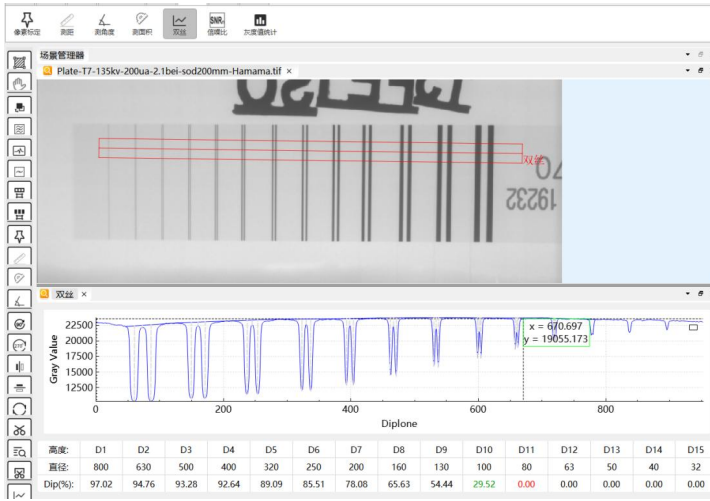 像素标定 测距 测角度 测面积 双丝 信噪比 灰度值统计
SNRₙ
场景管理器
Plate-T7-135kv-200ua-2.1bei-sod200mm-Hamama.tif ×
双丝
19232
双丝 ×
x = 670.697
y = 19055.173
Gray Value
22500
20000
17500
15000
12500
0 200 400 600 800
Diplone
高度: D1 D2 D3 D4 D5 D6 D7 D8 D9 D10 D11 D12 D13 D14 D15
直径: 800 630 500 400 320 250 200 160 130 100 80 63 50 40 32
Dip(%): 97.02 94.76 93.28 92.64 89.09 85.51 78.08 65.63 54.44 29.52 0.00 0.00 0.00 0.00 0.00